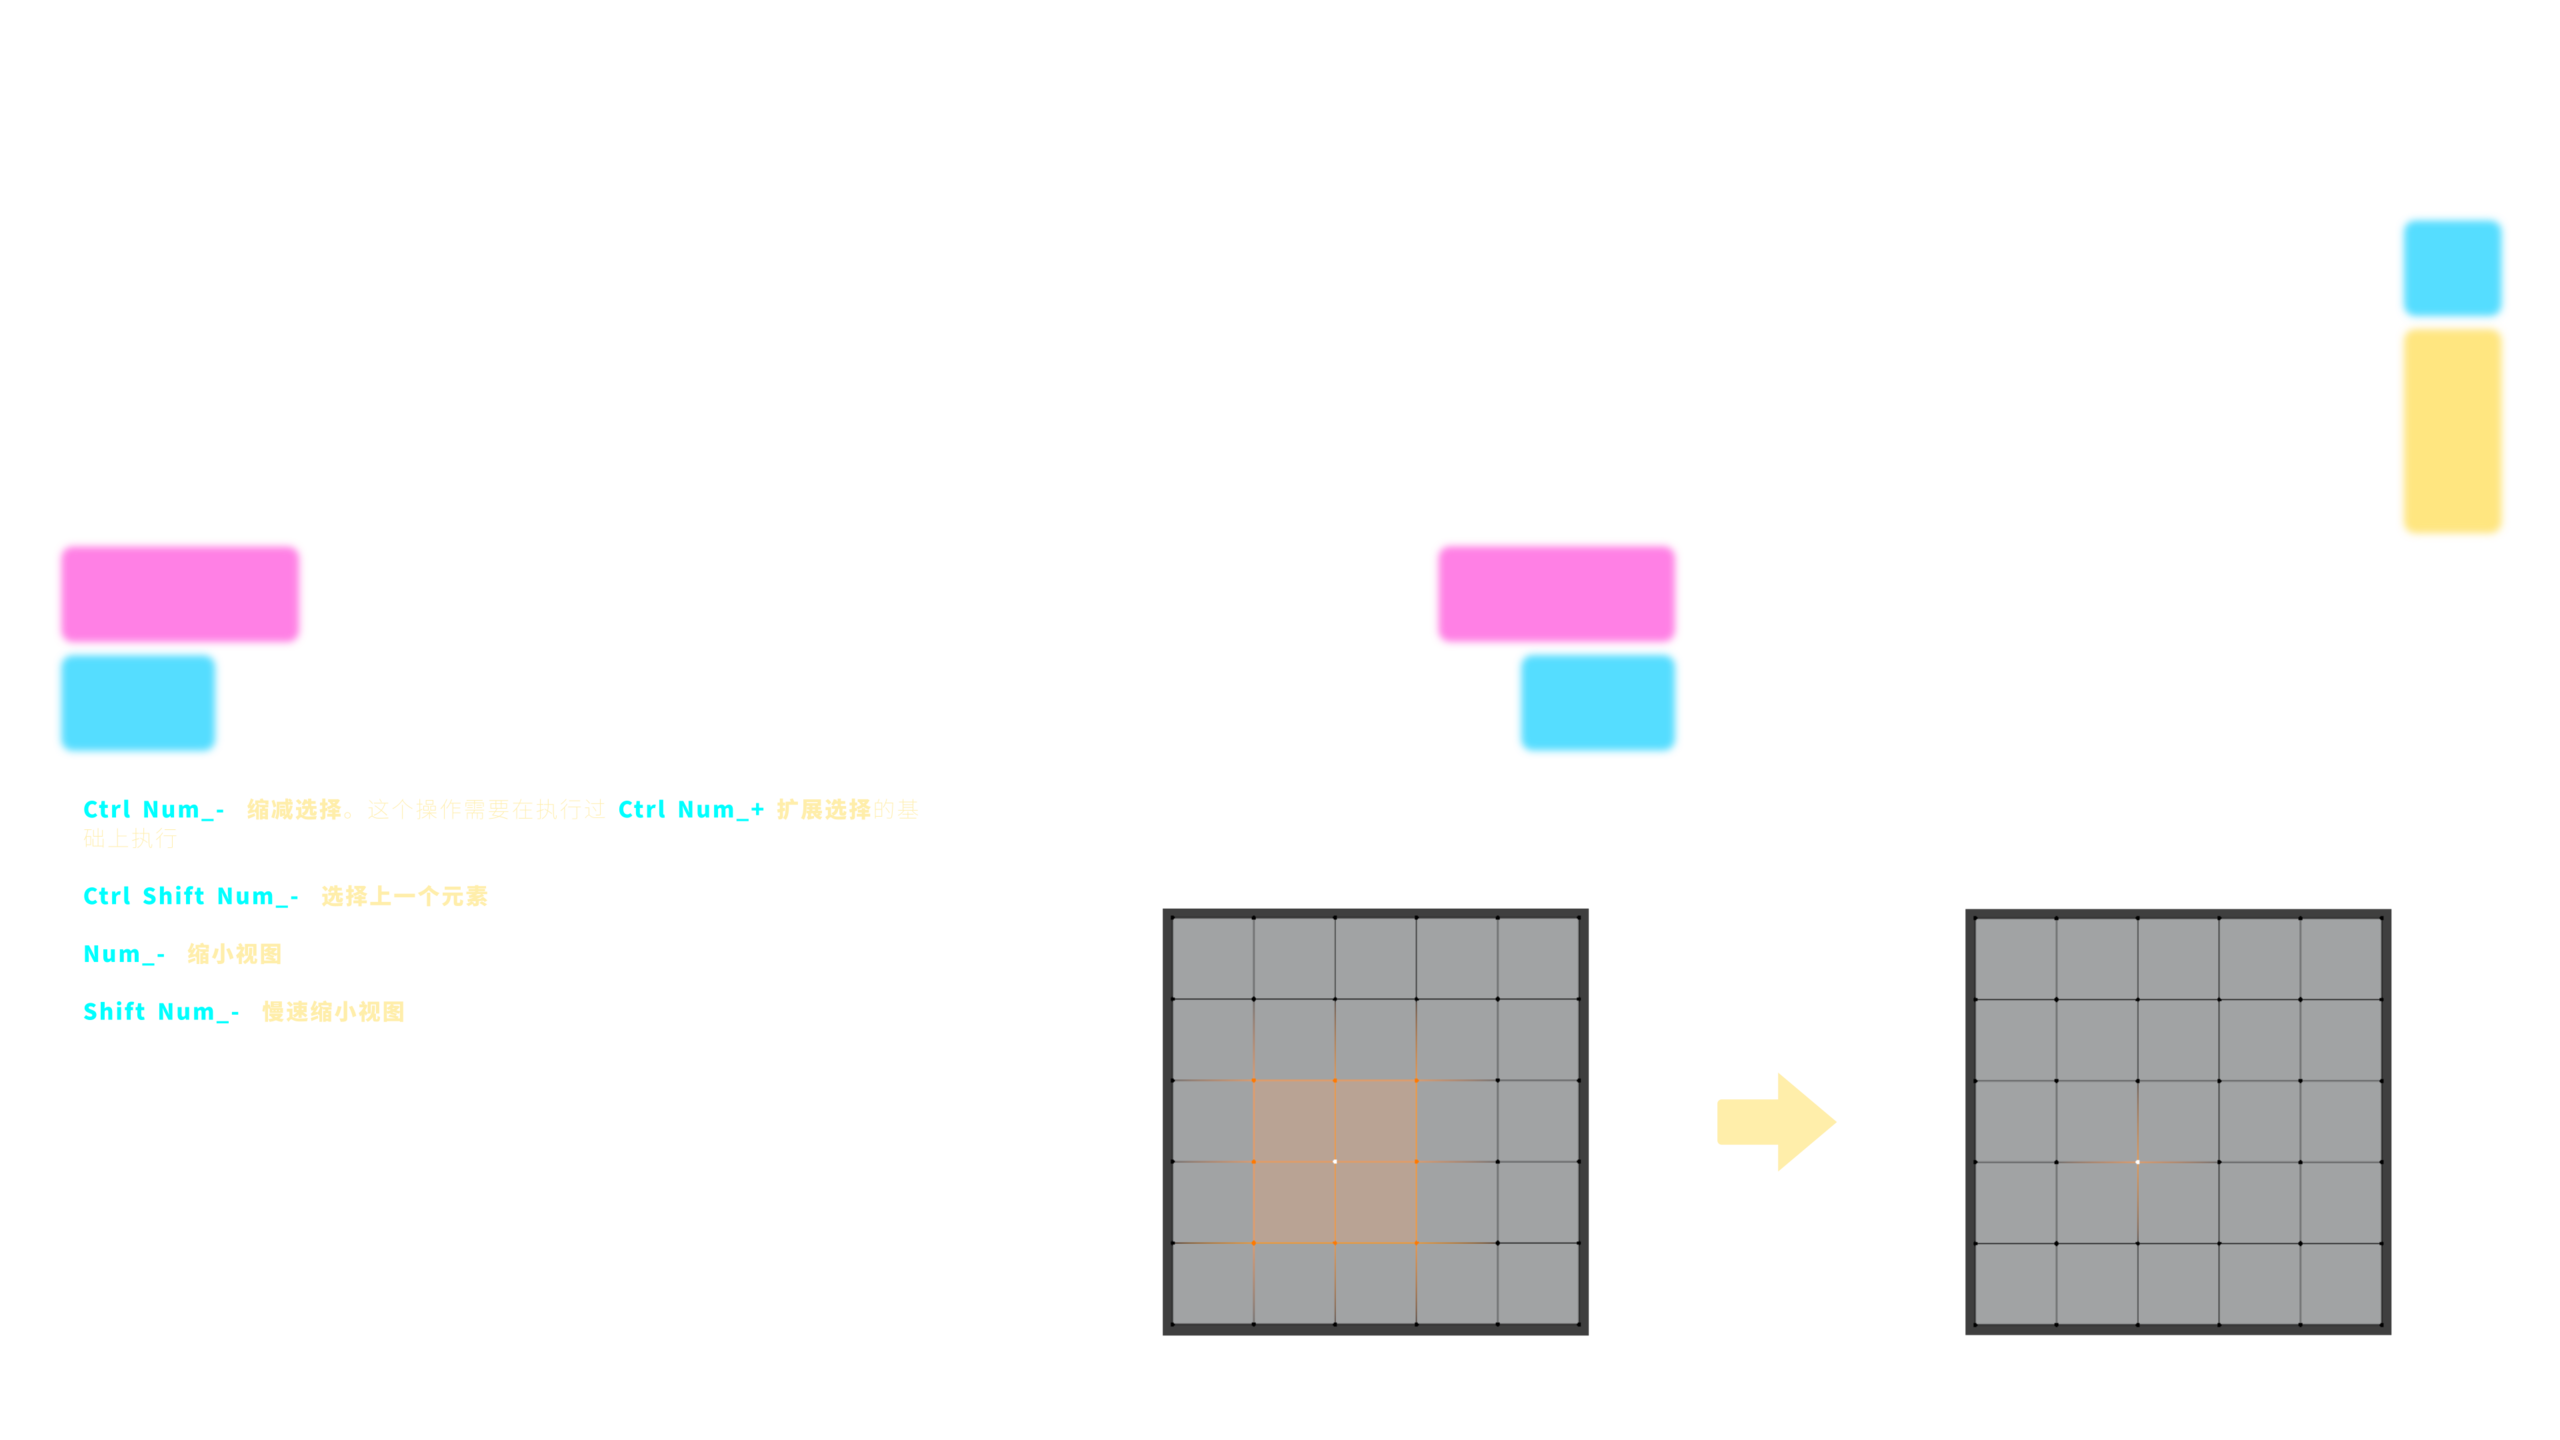 Ctrl Num_- 缩减选择。这个操作需要在执行过 Ctrl Num_+ 扩展选择的基
础上执行
Ctrl Shift Num_- 选择上一个元素
Num_- 缩小视图
Shift Num_- 慢速缩小视图